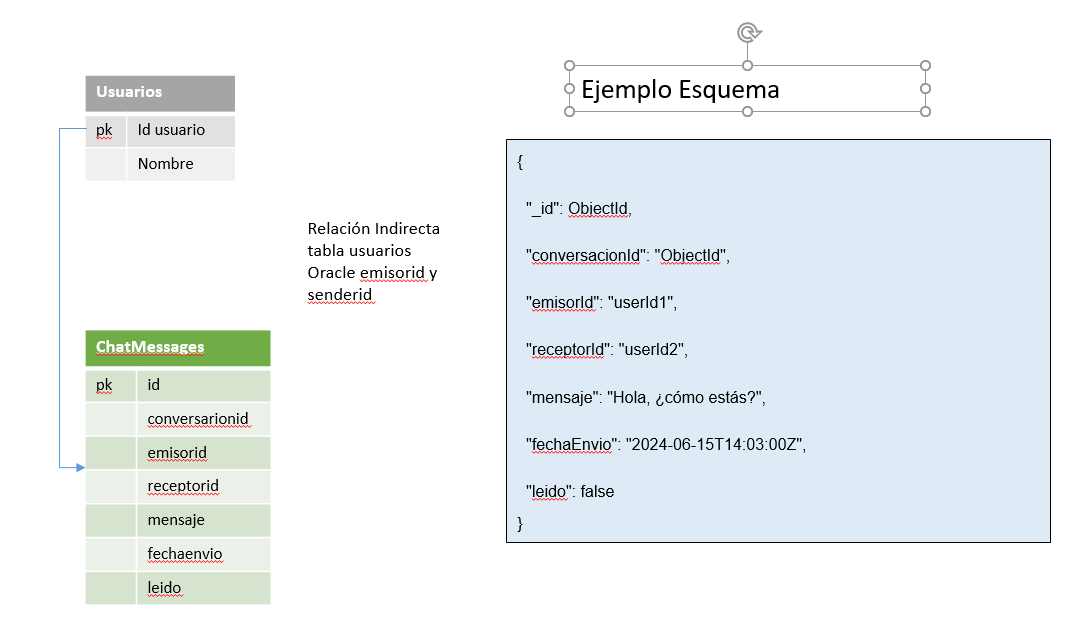 Usuarios
pk Id usuario
Nombre
Relación Indirecta
tabla usuarios
Oracle emisorid y
senderid
ChatMessages
pk id
conversarionid
emisorid
receptorid
mensaje
fechaenvio
leido
Ejemplo Esquema
{
"_id": ObjectId,
"conversacionId": "ObjectId",
"emisorId": "userId1",
"receptorId": "userId2",
"mensaje": "Hola, ¿cómo estás?",
"fechaEnvio": "2024-06-15T14:03:00Z",
"leido": false
}